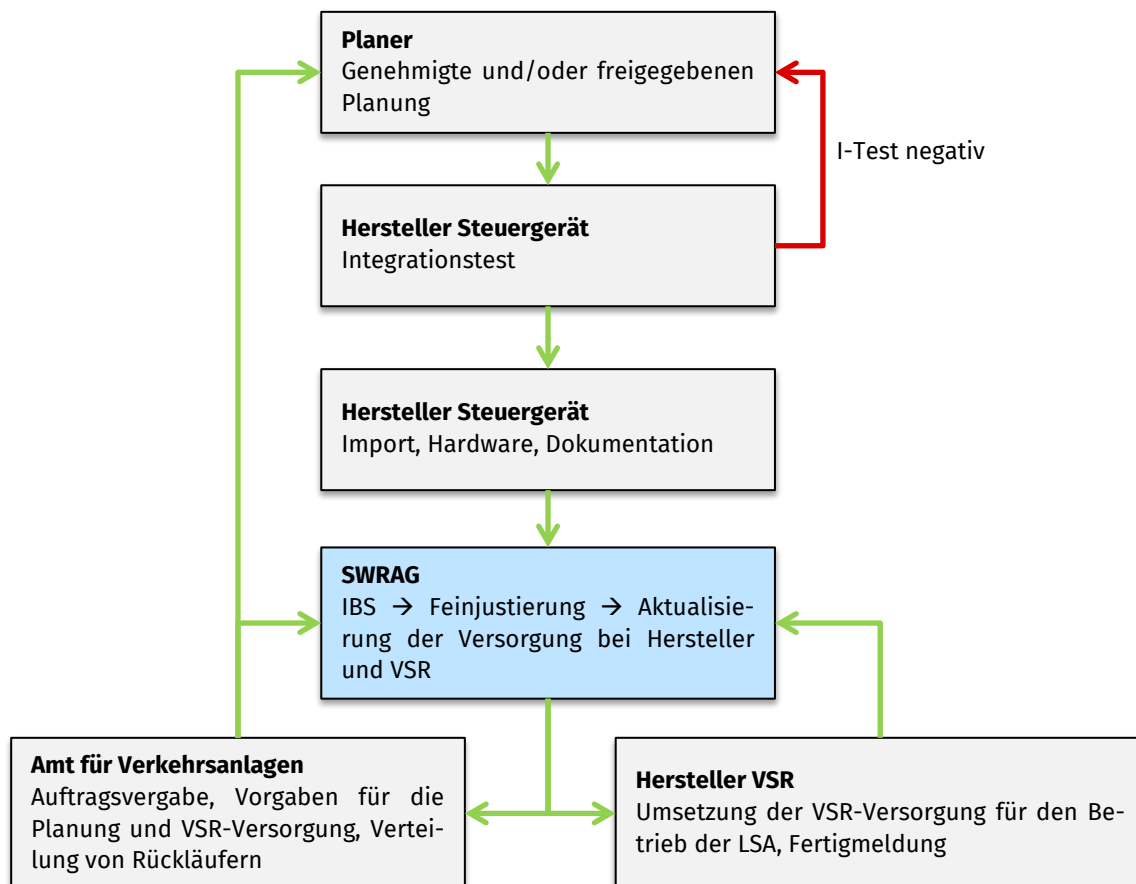 Planer
Genehmigte und/oder freigegebenen
Planung
I-Test negativ
Hersteller Steuergerät
Integrationstest
Hersteller Steuergerät
Import, Hardware, Dokumentation
SWRAG
IBS → Feinjustierung → Aktualisie-
rung der Versorgung bei Hersteller
und VSR
Amt für Verkehrsanlagen
Auftragsvergabe, Vorgaben für die
Planung und VSR-Versorgung, Vertei-
lung von Rückläufern
Hersteller VSR
Umsetzung der VSR-Versorgung für den Be-
trieb der LSA, Fertigmeldung